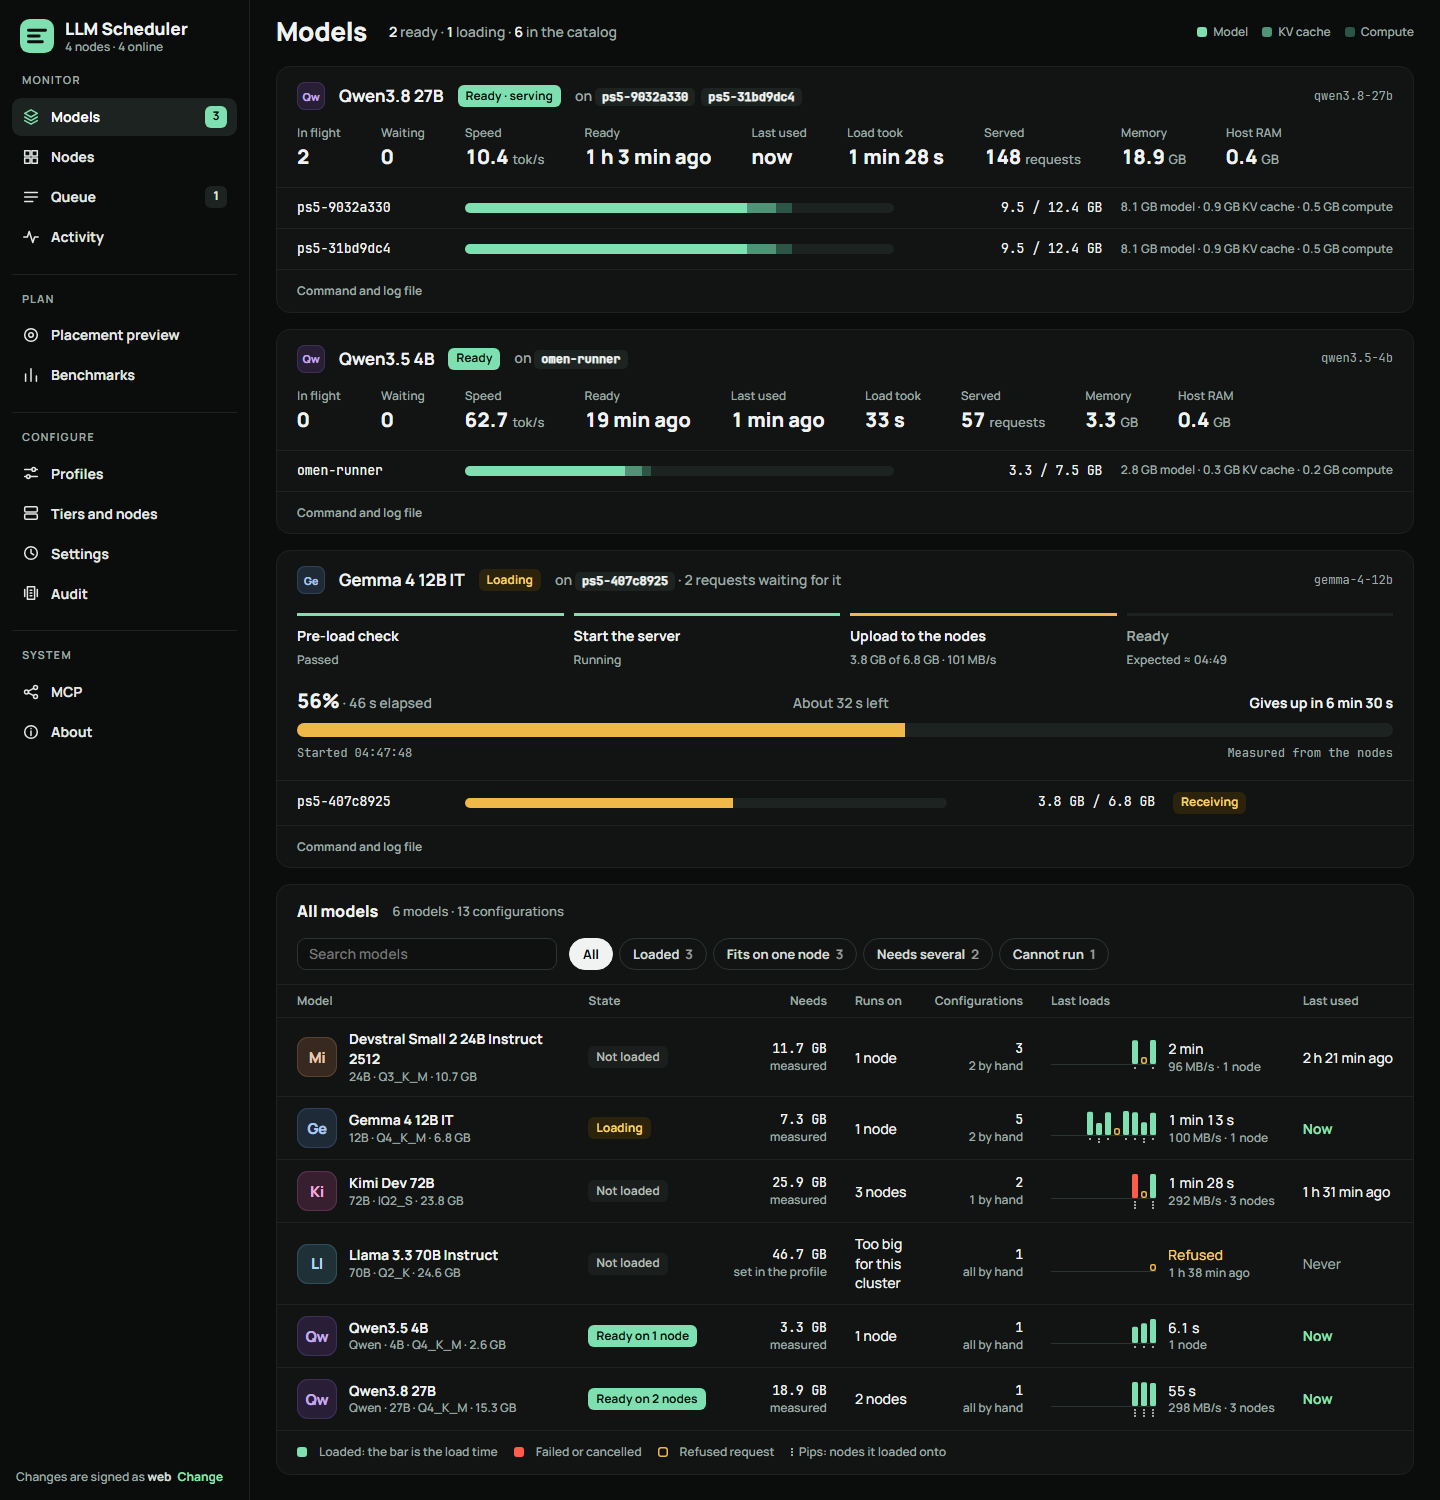 LLM Scheduler
4 nodes · 4 online
MONITOR
Models 3
Nodes
Queue 1
Activity
PLAN
Placement preview
Benchmarks
CONFIGURE
Profiles
Tiers and nodes
Settings
Audit
SYSTEM
MCP
About
Changes are signed as web Change
Models 2 ready · 1 loading · 6 in the catalog
Model KV cache Compute
Qw Qwen3.8 27B Ready · serving on ps5-9032a330 ps5-31bd9dc4 qwen3.8-27b
In flight Waiting Speed Ready Last used Load took Served Memory Host RAM
2 0 10.4 tok/s 1 h 3 min ago now 1 min 28 s 148 requests 18.9 GB 0.4 GB
ps5-9032a330 9.5 / 12.4 GB 8.1 GB model · 0.9 GB KV cache · 0.5 GB compute
ps5-31bd9dc4 9.5 / 12.4 GB 8.1 GB model · 0.9 GB KV cache · 0.5 GB compute
Command and log file
Qw Qwen3.5 4B Ready on omen-runner qwen3.5-4b
In flight Waiting Speed Ready Last used Load took Served Memory Host RAM
0 0 62.7 tok/s 19 min ago 1 min ago 33 s 57 requests 3.3 GB 0.4 GB
omen-runner 3.3 / 7.5 GB 2.8 GB model · 0.3 GB KV cache · 0.2 GB compute
Command and log file
Ge Gemma 4 12B IT Loading on ps5-407c8925 · 2 requests waiting for it gemma-4-12b
Pre-load check Start the server Upload to the nodes Ready
Passed Running 3.8 GB of 6.8 GB · 101 MB/s Expected ≈ 04:49
56% · 46 s elapsed About 32 s left Gives up in 6 min 30 s
Started 04:47:48 Measured from the nodes
ps5-407c8925 3.8 GB / 6.8 GB Receiving
Command and log file
All models 6 models · 13 configurations
Search models All Loaded 3 Fits on one node 3 Needs several 2 Cannot run 1
Model State Needs Runs on Configurations Last loads Last used
Mi Devstral Small 2 24B Instruct 2512 Not loaded 11.7 GB 1 node 3 2 min 2 h 21 min ago
24B · Q3_K_M · 10.7 GB measured 2 by hand 96 MB/s · 1 node
Ge Gemma 4 12B IT Loading 7.3 GB 1 node 5 1 min 13 s Now
12B · Q4_K_M · 6.8 GB measured 2 by hand 100 MB/s · 1 node
Ki Kimi Dev 72B Not loaded 25.9 GB 3 nodes 2 1 min 28 s 1 h 31 min ago
72B · IQ2_S · 23.8 GB measured 1 by hand 292 MB/s · 3 nodes
Ll Llama 3.3 70B Instruct Not loaded 46.7 GB Too big for this cluster 1 Refused Never
70B · Q2_K · 24.6 GB set in the profile all by hand 1 h 38 min ago
Qw Qwen3.5 4B Ready on 1 node 3.3 GB 1 node 1 6.1 s Now
Qwen · 4B · Q4_K_M · 2.6 GB measured all by hand 1 node
Qw Qwen3.8 27B Ready on 2 nodes 18.9 GB 2 nodes 1 55 s Now
Qwen · 27B · Q4_K_M · 15.3 GB measured all by hand 298 MB/s · 3 nodes
Loaded: the bar is the load time Failed or cancelled Refused request Pips: nodes it loaded onto